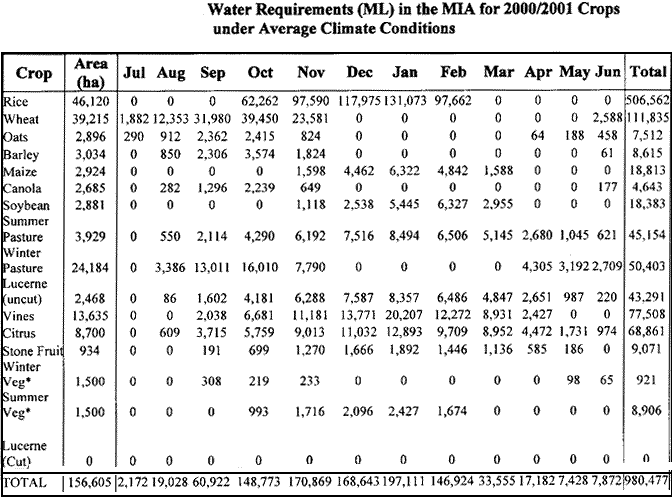 Water Requirements (ML) in the MIA for 2000/2001 Crops
under Average Climate Conditions
Crop Area (ha) Jul Aug Sep Oct Nov Dec Jan Feb Mar Apr May Jun Total
Rice 46,120 0 0 0 62,262 97,590 117,975 131,073 97,662 0 0 0 0 506,562
Wheat 39,215 1,882 12,353 31,980 39,450 23,581 0 0 0 0 0 0 2,588 111,835
Oats 2,896 290 912 2,362 2,415 824 0 0 0 0 64 188 458 7,512
Barley 3,034 0 850 2,306 3,574 1,824 0 0 0 0 0 0 61 8,615
Maize 2,924 0 0 0 0 1,598 4,462 6,322 4,842 1,588 0 0 0 18,813
Canola 2,685 0 282 1,296 2,239 649 0 0 0 0 0 0 177 4,643
Soybean 2,881 0 0 0 0 1,118 2,538 5,445 6,327 2,955 0 0 0 18,383
Summer
Pasture 3,929 0 550 2,114 4,290 6,192 7,516 8,494 6,506 5,145 2,680 1,045 621 45,154
Winter
Pasture 24,184 0 3,386 13,011 16,010 7,790 0 0 0 0 4,305 3,192 2,709 50,403
Lucerne
(uncut) 2,468 0 86 1,602 4,181 6,288 7,587 8,357 6,486 4,847 2,651 987 220 43,291
Vines 13,635 0 0 2,038 6,681 11,181 13,771 20,207 12,272 8,931 2,427 0 0 77,508
Citrus 8,700 0 609 3,715 5,759 9,013 11,032 12,893 9,709 8,952 4,472 1,731 974 68,861
Stone Fruit 934 0 0 191 699 1,270 1,666 1,892 1,446 1,136 585 186 0 9,071
Winter
Veg* 1,500 0 0 308 219 233 0 0 0 0 0 98 65 921
Summer
Veg* 1,500 0 0 0 993 1,716 2,096 2,427 1,674 0 0 0 0 8,906
Lucerne
(Cut) 0 0 0 0 0 0 0 0 0 0 0 0 0 0
TOTAL 156,605 2,172 19,028 60,922 148,773 170,869 168,643 197,111 146,924 33,555 17,182 7,428 7,872 980,477